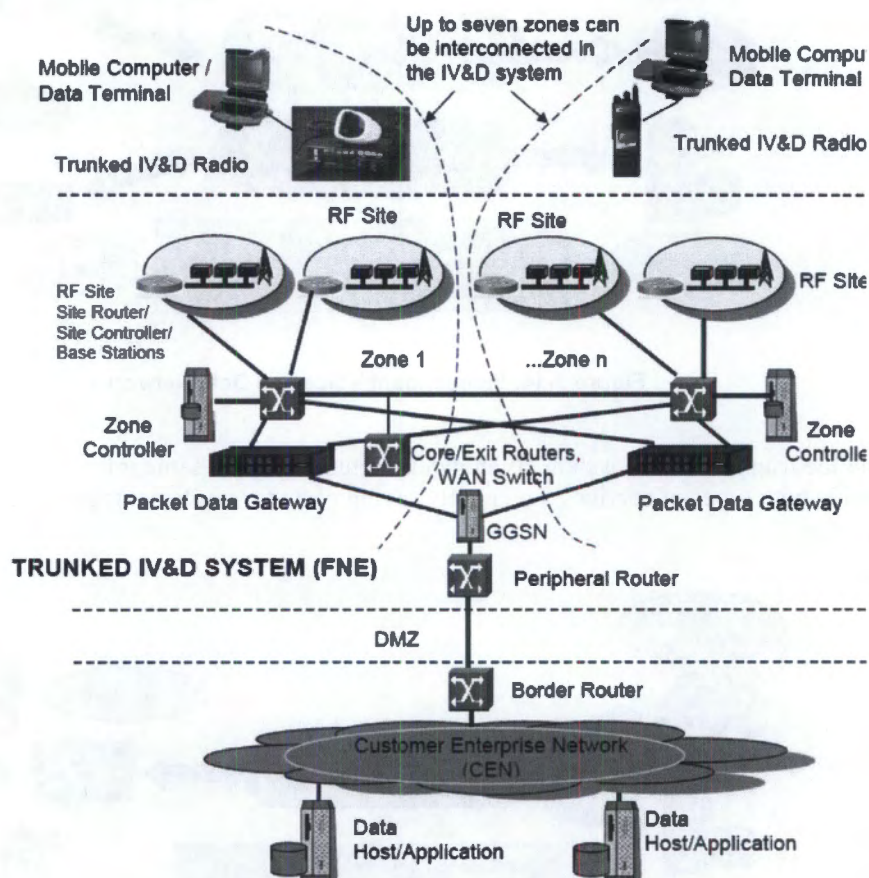 Up to seven zones can
be interconnected in
the IV&D system
Mobile Computer /
Data Terminal
Mobile Compu
Data Terminal
Trunked IV&D Radio
Trunked IV&D Radio
RF Site
RF Site
RF Site
RF Site
Site Router/
Site Controller/
Base Stations
Zone 1
...Zone n
Zone
Controller
Zone
Controlle
Core/Exit Routers,
WAN Switch
Packet Data Gateway
Packet Data Gateway
GGSN
TRUNKED IV&D SYSTEM (FNE)
Peripheral Router
DMZ
Border Router
Customer Enterprise Network
(CEN)
Data
Host/Application
Data
Host/Application